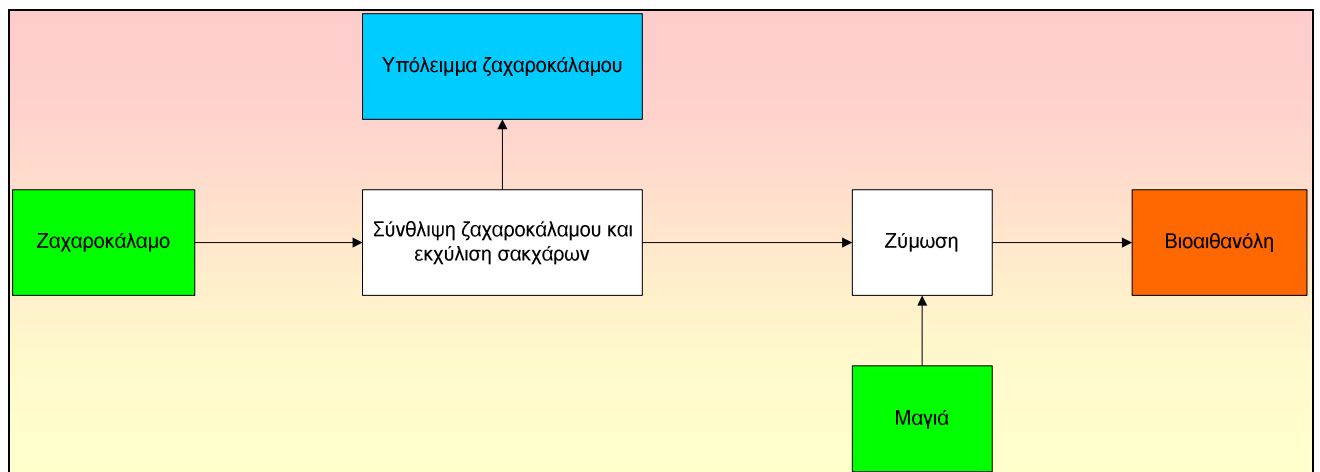 Υπόλειμμα ζαχαροκάλαμου
Ζαχαροκάλαμο
Σύνθλιψη ζαχαροκάλαμου και
εκχύλιση σακχάρων
Ζύμωση
Βιοαιθανόλη
Μαγιά